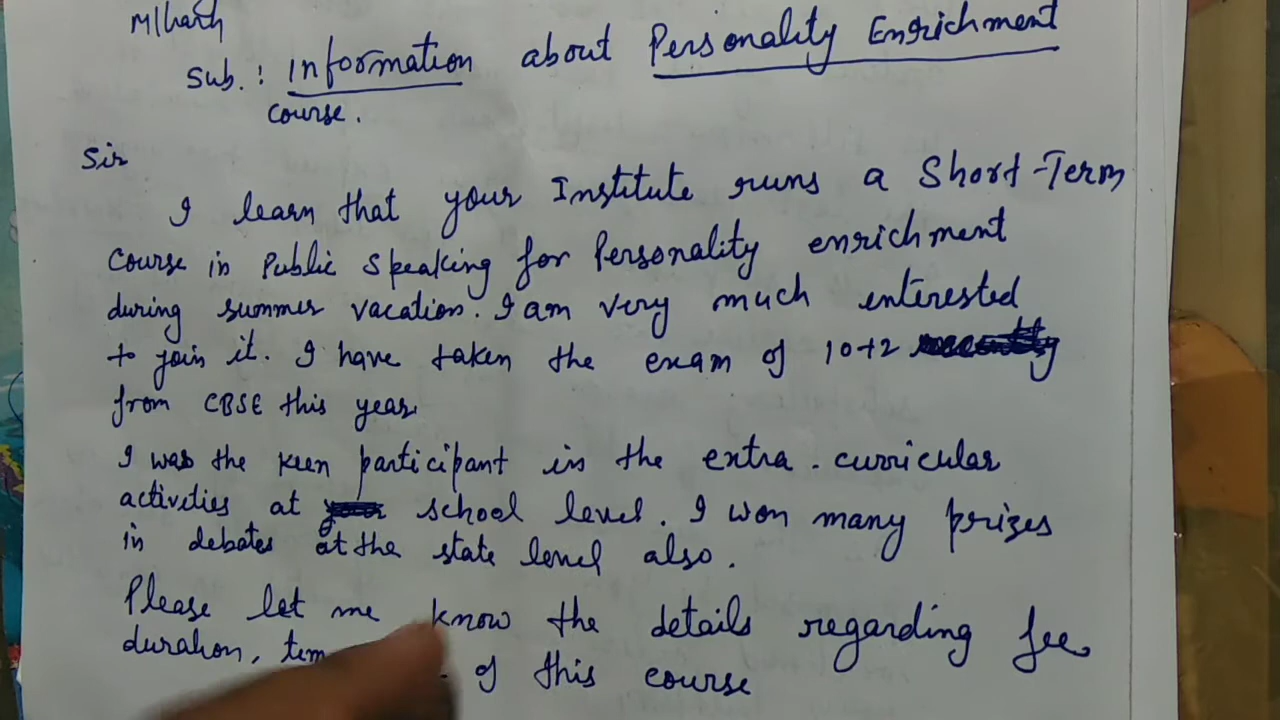 M/Garh
Sub. : Information about Personality Enrichment
course.
Sir
I learn that your Institute runs a Short-Term
course in Public Speaking for Personality enrichment
during summer vacation. I am very much interested
to join it. I have taken the exam of 10+2
from CBSE this year.
I was the keen participant in the extra. curricular
activities at school level. I won many prizes
in debates at the state level also.
Please let me know the details regarding fee
duration, of this course